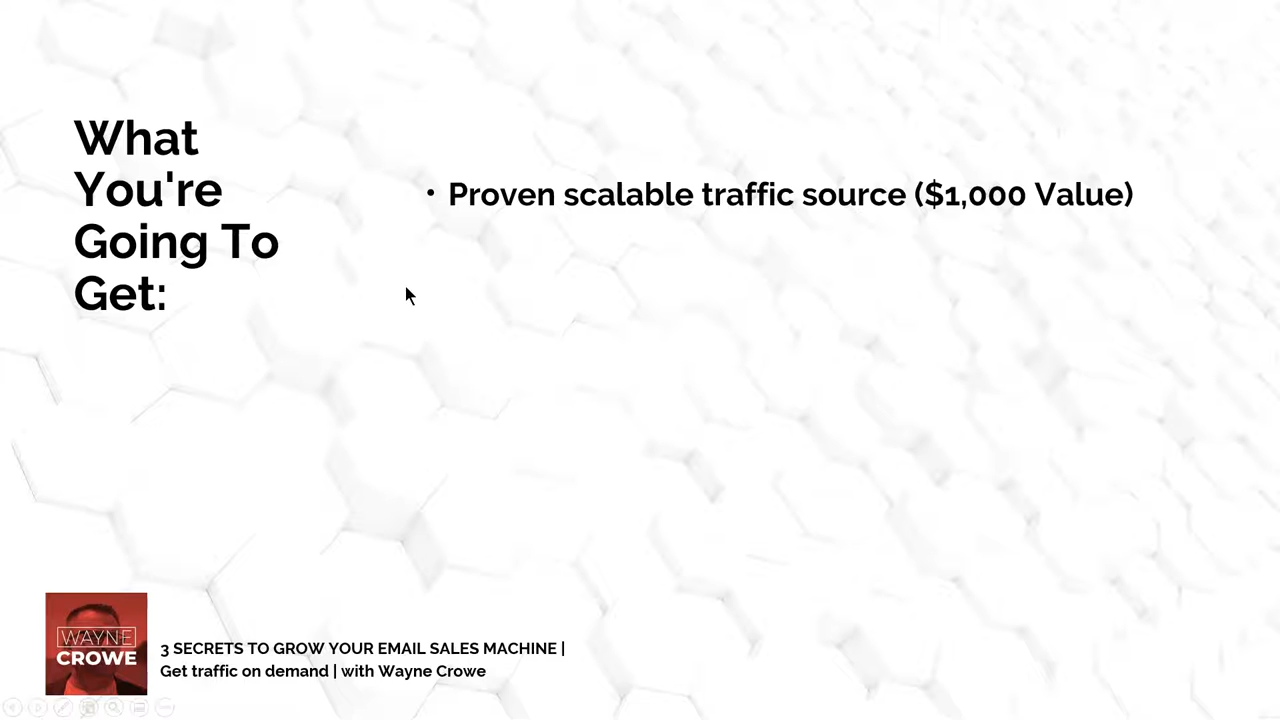 What
You're
Going To
Get:
• Proven scalable traffic source ($1,000 Value)
WAYNE
CROWE
3 SECRETS TO GROW YOUR EMAIL SALES MACHINE |
Get traffic on demand | with Wayne Crowe